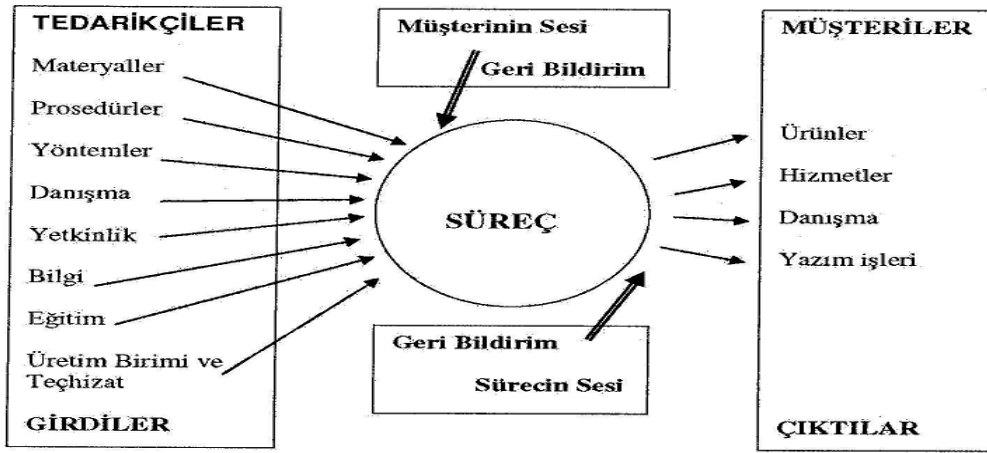 TEDARİKÇİLER
Materyaller
Prosedürler
Yöntemler
Danışma
Yetkinlik
Bilgi
Eğitim
Üretim Birimi ve
Teçhizat
GİRDİLER
Müşterinin Sesi
Geri Bildirim
SÜREÇ
Geri Bildirim
Sürecin Sesi
MÜŞTERİLER
Ürünler
Hizmetler
Danışma
Yazım işleri
ÇIKTILAR